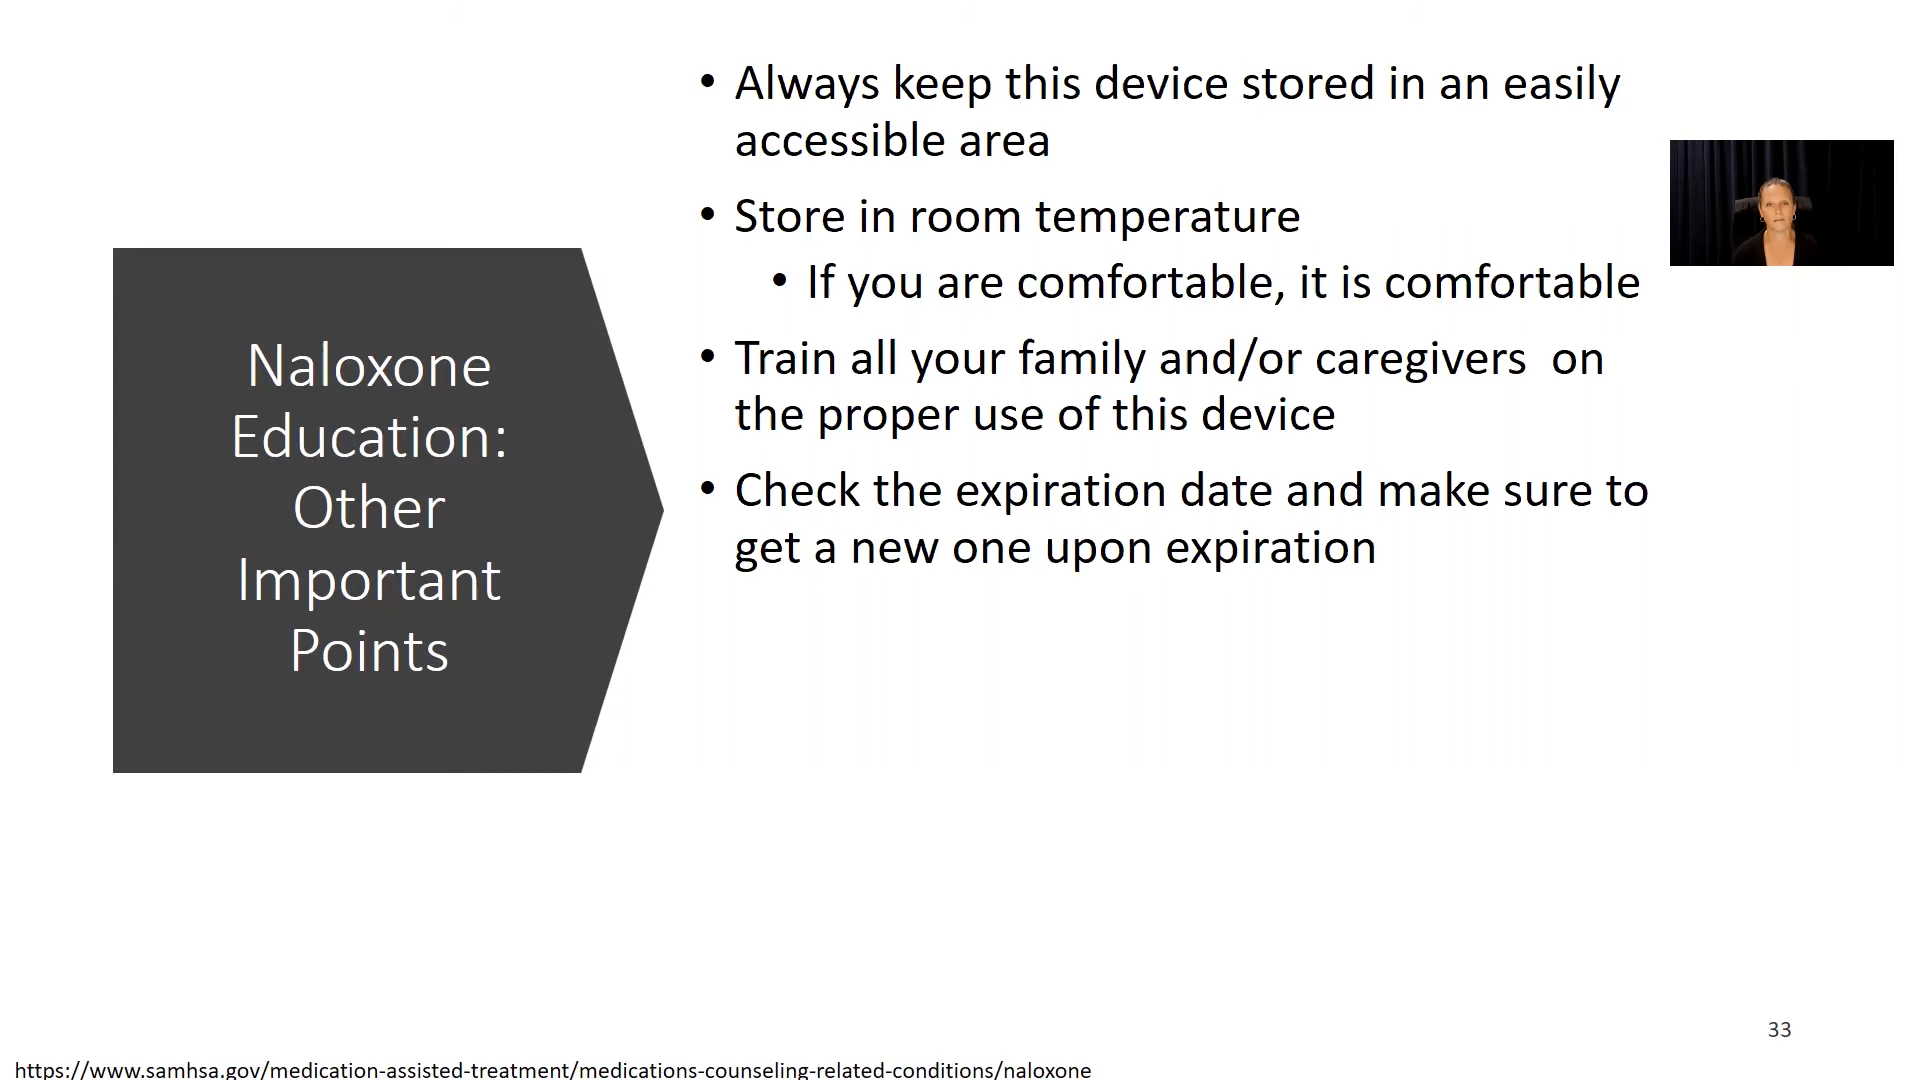 Naloxone
Education:
Other
Important
Points
• Always keep this device stored in an easily
accessible area
• Store in room temperature
• If you are comfortable, it is comfortable
• Train all your family and/or caregivers  on
the proper use of this device
• Check the expiration date and make sure to
get a new one upon expiration
33
https://www.samhsa.gov/medication-assisted-treatment/medications-counseling-related-conditions/naloxone